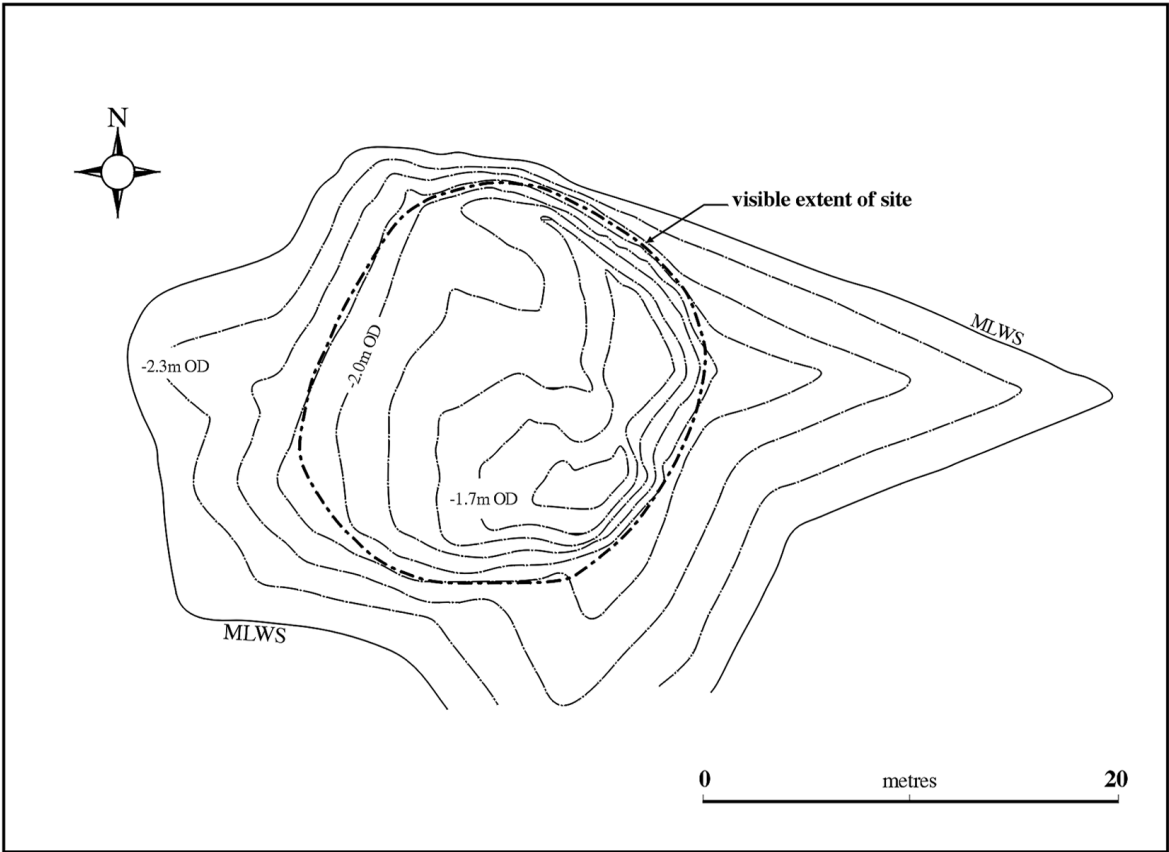 N
visible extent of site
MLWS
-2.3m OD
-2.0m OD
-1.7m OD
MLWS
0 metres 20